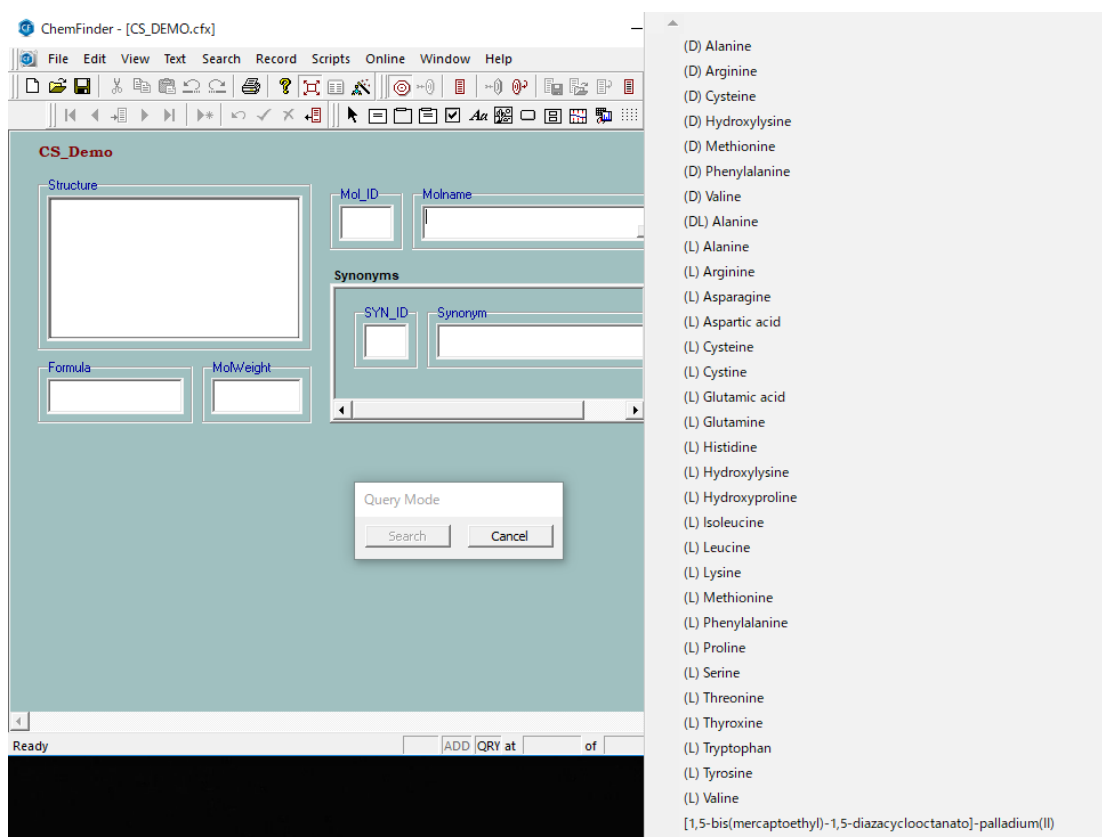 ChemFinder - [CS_DEMO.cfx]
File Edit View Text Search Record Scripts Online Window Help
Aa
CS_Demo
Structure
Mol_ID
Molname
Synonyms
SYN_ID
Synonym
Formula
MolWeight
Query Mode
Search
Cancel
Ready
ADD QRY at of
(D) Alanine
(D) Arginine
(D) Cysteine
(D) Hydroxylysine
(D) Methionine
(D) Phenylalanine
(D) Valine
(DL) Alanine
(L) Alanine
(L) Arginine
(L) Asparagine
(L) Aspartic acid
(L) Cysteine
(L) Cystine
(L) Glutamic acid
(L) Glutamine
(L) Histidine
(L) Hydroxylysine
(L) Hydroxyproline
(L) Isoleucine
(L) Leucine
(L) Lysine
(L) Methionine
(L) Phenylalanine
(L) Proline
(L) Serine
(L) Threonine
(L) Thyroxine
(L) Tryptophan
(L) Tyrosine
(L) Valine
[1,5-bis(mercaptoethyl)-1,5-diazacyclooctanato]-palladium(II)